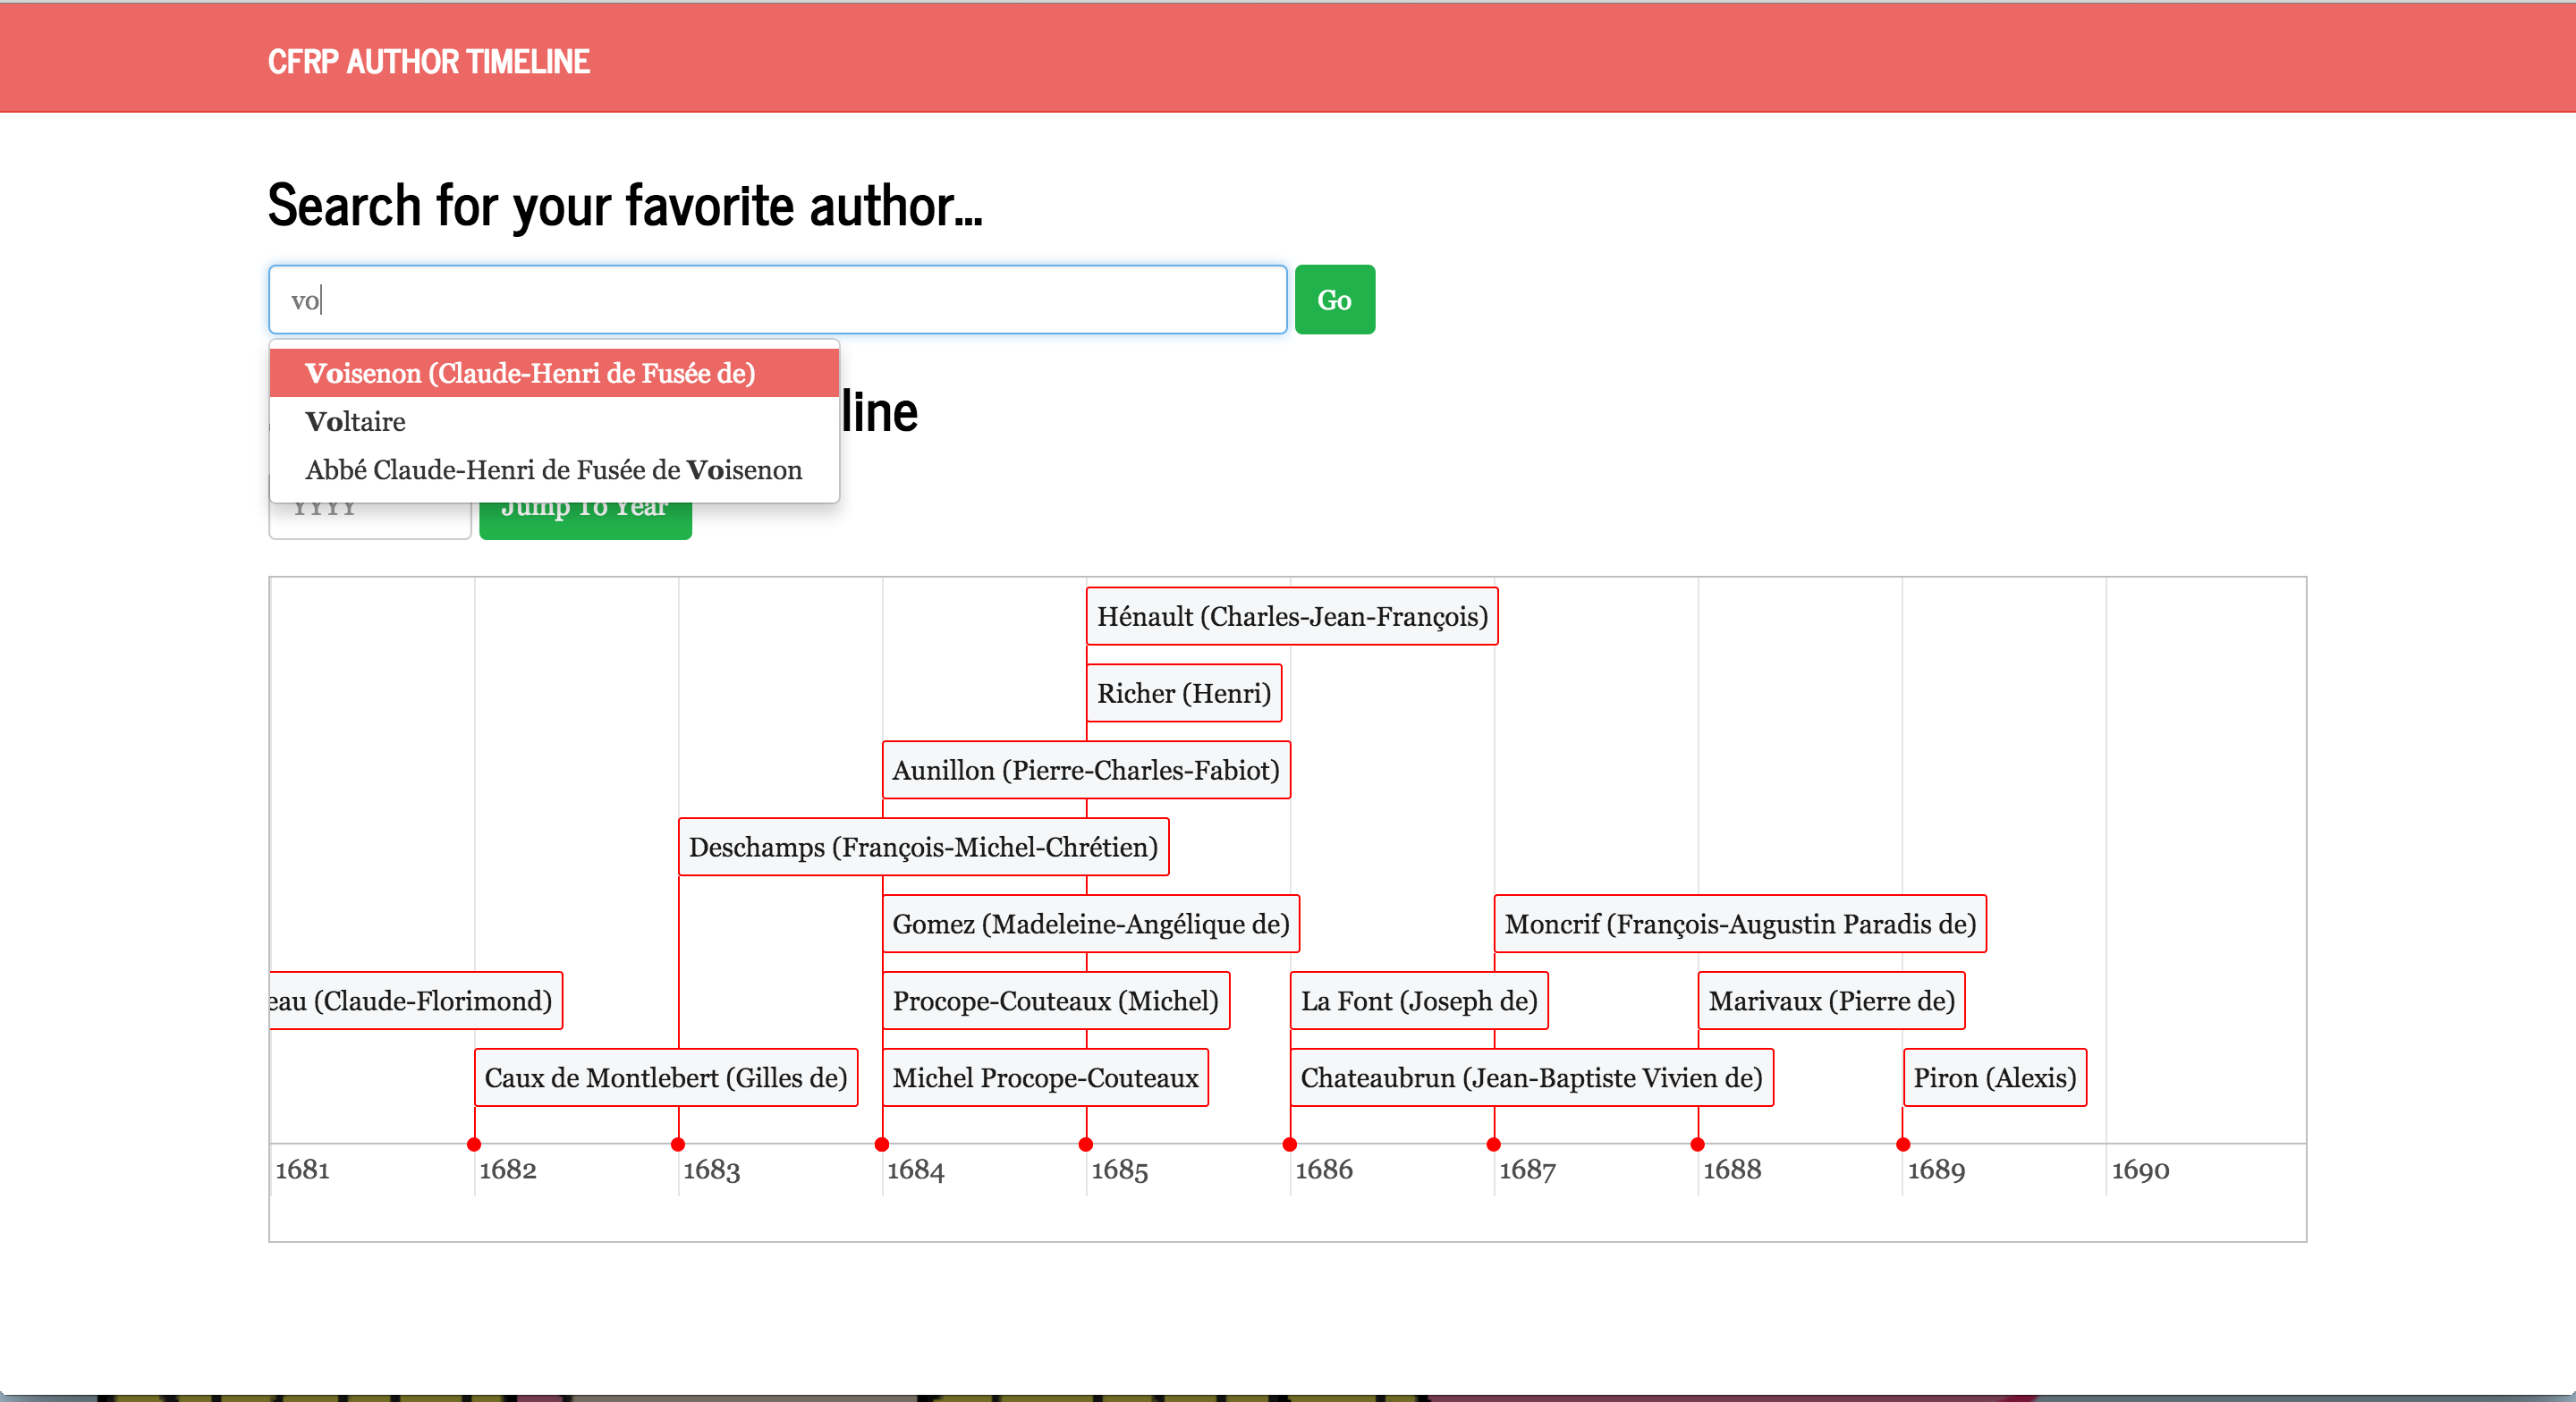 CFRP AUTHOR TIMELINE
Search for your favorite author...
vo
Go
Voisenon (Claude-Henri de Fusée de)
Voltaire
Abbé Claude-Henri de Fusée de Voisenon
line
YYYY
Jump To Year
Hénault (Charles-Jean-François)
Richer (Henri)
Aunillon (Pierre-Charles-Fabiot)
Deschamps (François-Michel-Chrétien)
Gomez (Madeleine-Angélique de)
Moncrif (François-Augustin Paradis de)
eau (Claude-Florimond)
Procope-Couteaux (Michel)
La Font (Joseph de)
Marivaux (Pierre de)
Caux de Montlebert (Gilles de)
Michel Procope-Couteaux
Chateaubrun (Jean-Baptiste Vivien de)
Piron (Alexis)
1681 1682 1683 1684 1685 1686 1687 1688 1689 1690